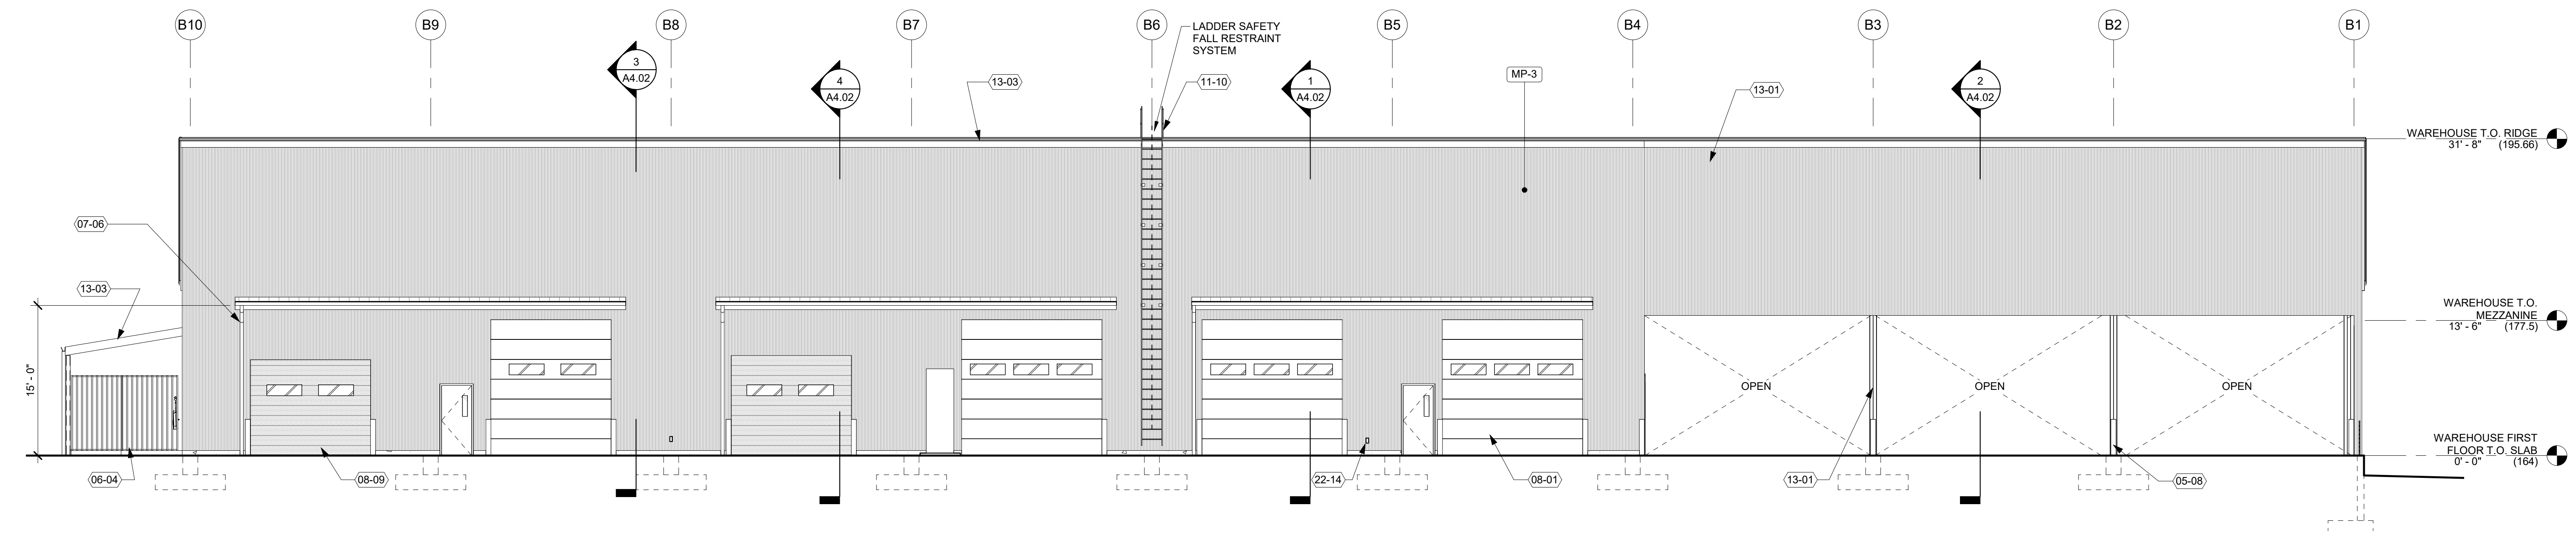 B10
B9
B8
B7
B6
B5
B4
B3
B2
B1
LADDER SAFETY
FALL RESTRAINT
SYSTEM
3
A4.02
4
A4.02
13-03
11-10
1
A4.02
MP-3
13-01
2
A4.02
WAREHOUSE T.O. RIDGE
31' - 8" (195.66)
07-06
13-03
WAREHOUSE T.O.
MEZZANINE
13' - 6" (177.5)
15' - 0"
OPEN
OPEN
OPEN
WAREHOUSE FIRST
FLOOR T.O. SLAB
0' - 0" (164)
06-04
08-09
22-14
08-01
13-01
05-08